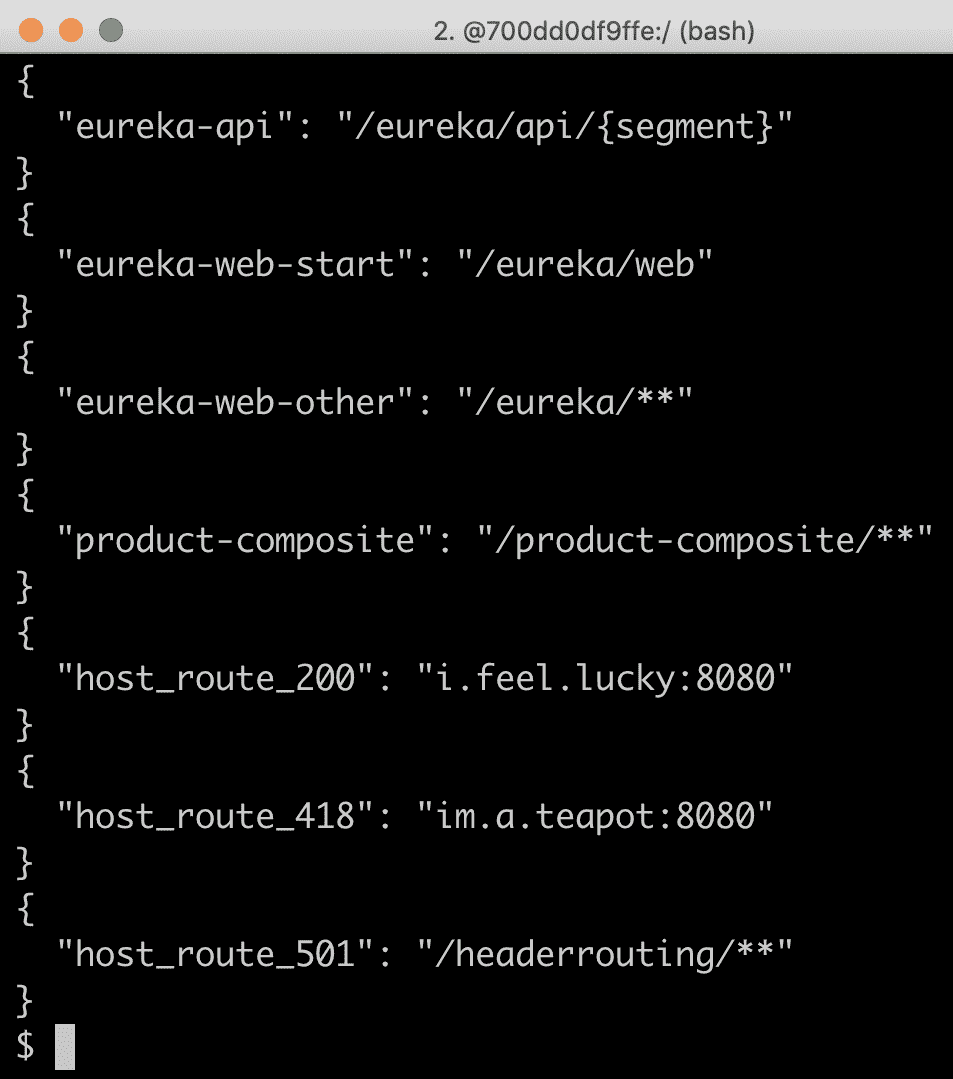 2. @700dd0df9ffe:/ (bash)
{
  "eureka-api": "/eureka/api/{segment}"
}
{
  "eureka-web-start": "/eureka/web"
}
{
  "eureka-web-other": "/eureka/**"
}
{
  "product-composite": "/product-composite/**"
}
{
  "host_route_200": "i.feel.lucky:8080"
}
{
  "host_route_418": "im.a.teapot:8080"
}
{
  "host_route_501": "/headerrouting/**"
}
$